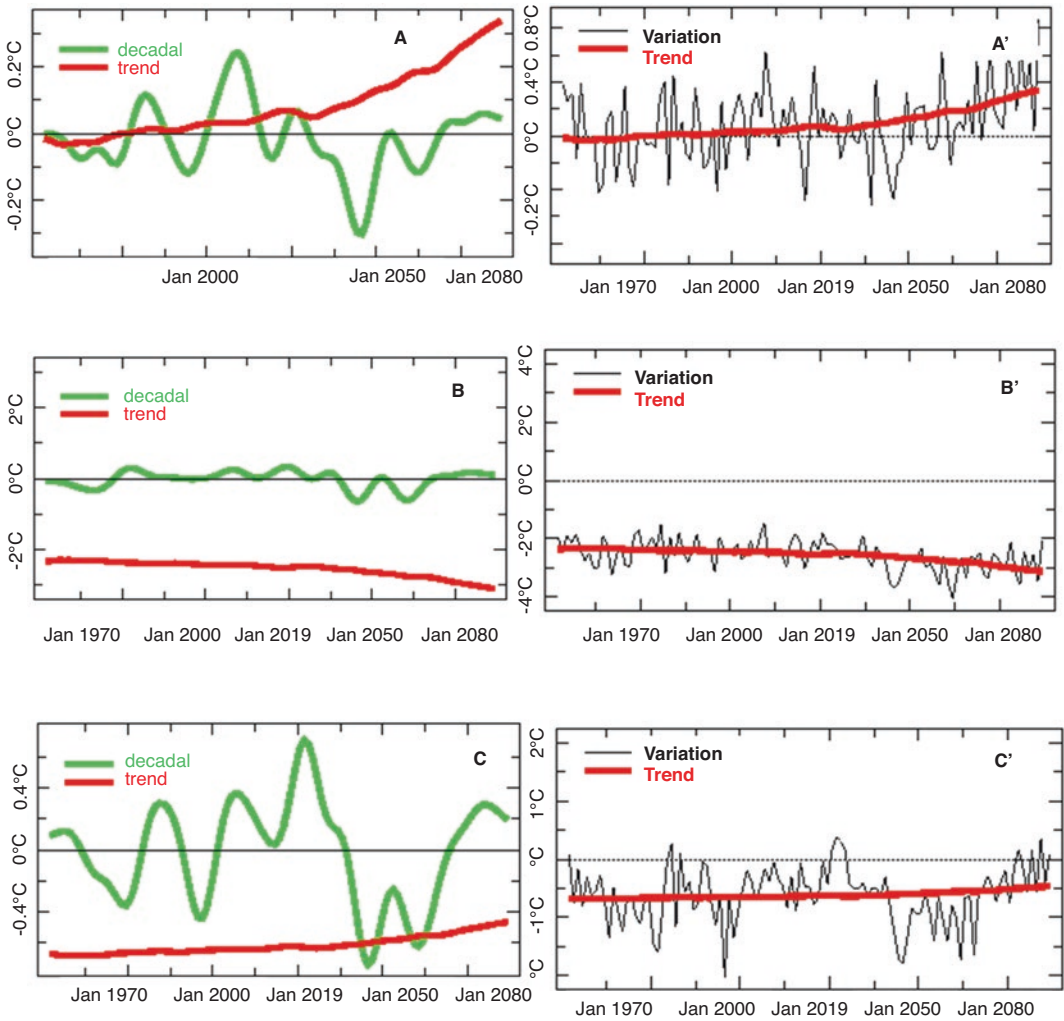 A
decadal
trend
0.2°C
0°C
-0.2°C
Jan 2000
Jan 2050
Jan 2080
A'
Variation
Trend
0.8°C
0.4°C
0°C
-0.2°C
Jan 1970
Jan 2000
Jan 2019
Jan 2050
Jan 2080
B
decadal
trend
2°C
0°C
-2°C
Jan 1970
Jan 2000
Jan 2019
Jan 2050
Jan 2080
B'
Variation
Trend
4°C
2°C
0°C
-2°C
-4°C
Jan 1970
Jan 2000
Jan 2019
Jan 2050
Jan 2080
C
decadal
trend
0.4°C
0°C
-0.4°C
Jan 1970
Jan 2000
Jan 2019
Jan 2050
Jan 2080
C'
Variation
Trend
2°C
1°C
°C
-1°C
°C
Jan 1970
Jan 2000
Jan 2019
Jan 2050
Jan 2080